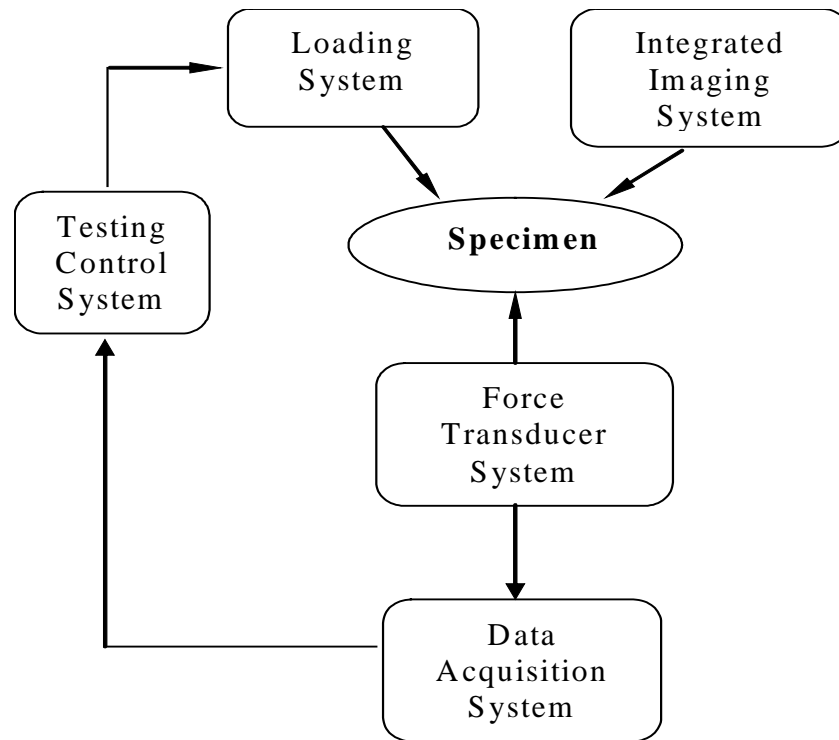 Loading
System
Integrated
Imaging
System
Testing
Control
System
Specimen
Force
Transducer
System
Data
Acquisition
System